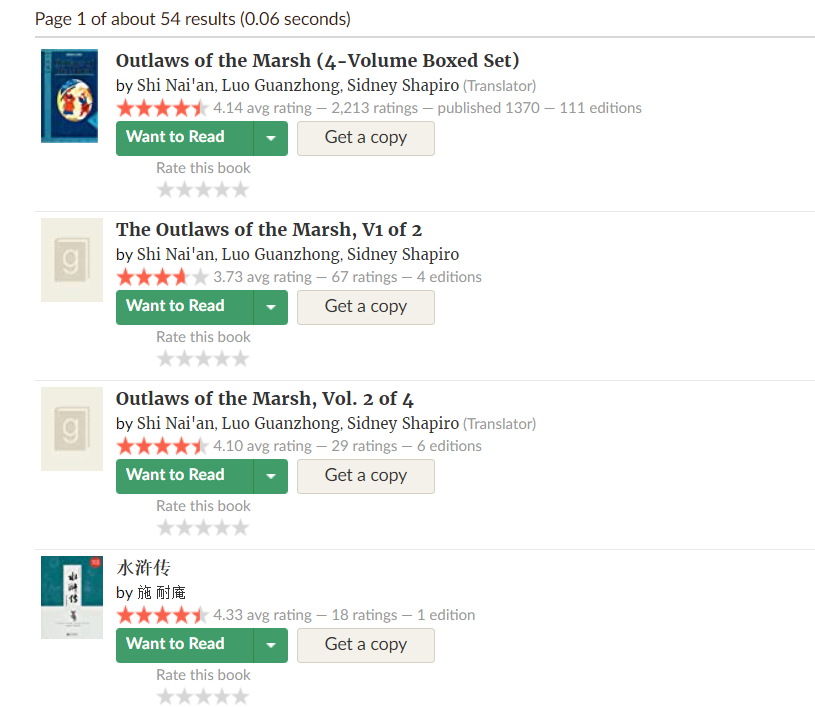 Page 1 of about 54 results (0.06 seconds)
Outlaws of the Marsh (4-Volume Boxed Set)
by Shi Nai'an, Luo Guanzhong, Sidney Shapiro (Translator)
4.14 avg rating — 2,213 ratings — published 1370 — 111 editions
Want to Read
Get a copy
Rate this book
The Outlaws of the Marsh, V1 of 2
by Shi Nai'an, Luo Guanzhong, Sidney Shapiro
3.73 avg rating — 67 ratings — 4 editions
Want to Read
Get a copy
Rate this book
g
Outlaws of the Marsh, Vol. 2 of 4
by Shi Nai'an, Luo Guanzhong, Sidney Shapiro (Translator)
4.10 avg rating — 29 ratings — 6 editions
Want to Read
Get a copy
Rate this book
g
水浒传
by 施 耐庵
4.33 avg rating — 18 ratings — 1 edition
Want to Read
Get a copy
Rate this book
水浒传